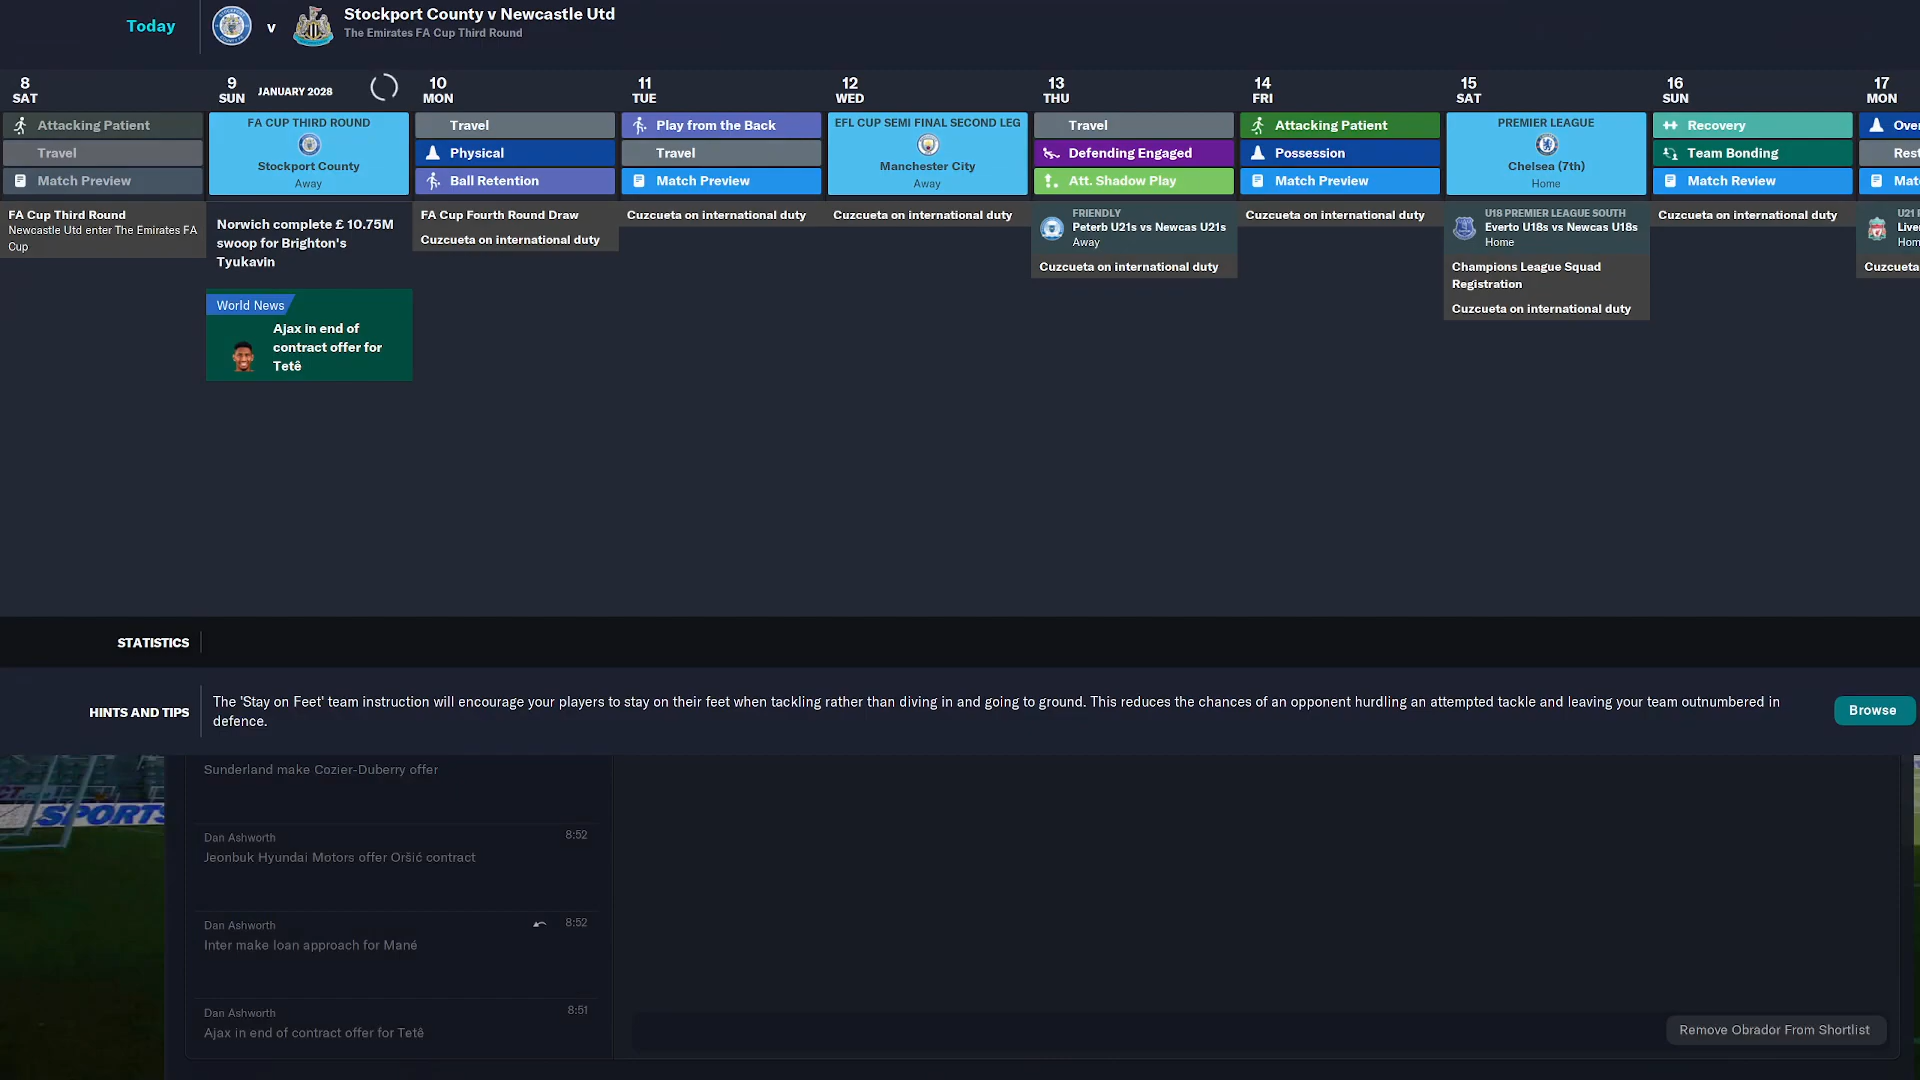 Today
v
Stockport County v Newcastle Utd
The Emirates FA Cup Third Round
8
SAT
9
SUN
JANUARY 2028
10
MON
11
TUE
12
WED
13
THU
14
FRI
15
SAT
16
SUN
17
MON
Attacking Patient
Travel
Match Preview
FA Cup Third Round
Newcastle Utd enter The Emirates FA
Cup
FA CUP THIRD ROUND
Stockport County
Away
Norwich complete £ 10.75M
swoop for Brighton's
Tyukavin
World News
Ajax in end of
contract offer for
Tetê
Travel
Physical
Ball Retention
FA Cup Fourth Round Draw
Cuzcueta on international duty
Play from the Back
Travel
Match Preview
Cuzcueta on international duty
EFL CUP SEMI FINAL SECOND LEG
Manchester City
Away
Cuzcueta on international duty
Travel
Defending Engaged
Att. Shadow Play
FRIENDLY
Peterb U21s vs Newcas U21s
Away
Cuzcueta on international duty
Attacking Patient
Possession
Match Preview
Cuzcueta on international duty
PREMIER LEAGUE
Chelsea (7th)
Home
U18 PREMIER LEAGUE SOUTH
Everto U18s vs Newcas U18s
Home
Champions League Squad
Registration
Cuzcueta on international duty
Recovery
Team Bonding
Match Review
Cuzcueta on international duty
Over
Rest
Mat
U21 P
Liver
Hom
Cuzcueta
STATISTICS
HINTS AND TIPS
The 'Stay on Feet' team instruction will encourage your players to stay on their feet when tackling rather than diving in and going to ground. This reduces the chances of an opponent hurdling an attempted tackle and leaving your team outnumbered in
defence.
Browse
SPORTS
Sunderland make Cozier-Duberry offer
Dan Ashworth
8:52
Jeonbuk Hyundai Motors offer Oršić contract
Dan Ashworth
8:52
Inter make loan approach for Mané
Dan Ashworth
8:51
Ajax in end of contract offer for Tetê
Remove Obrador From Shortlist